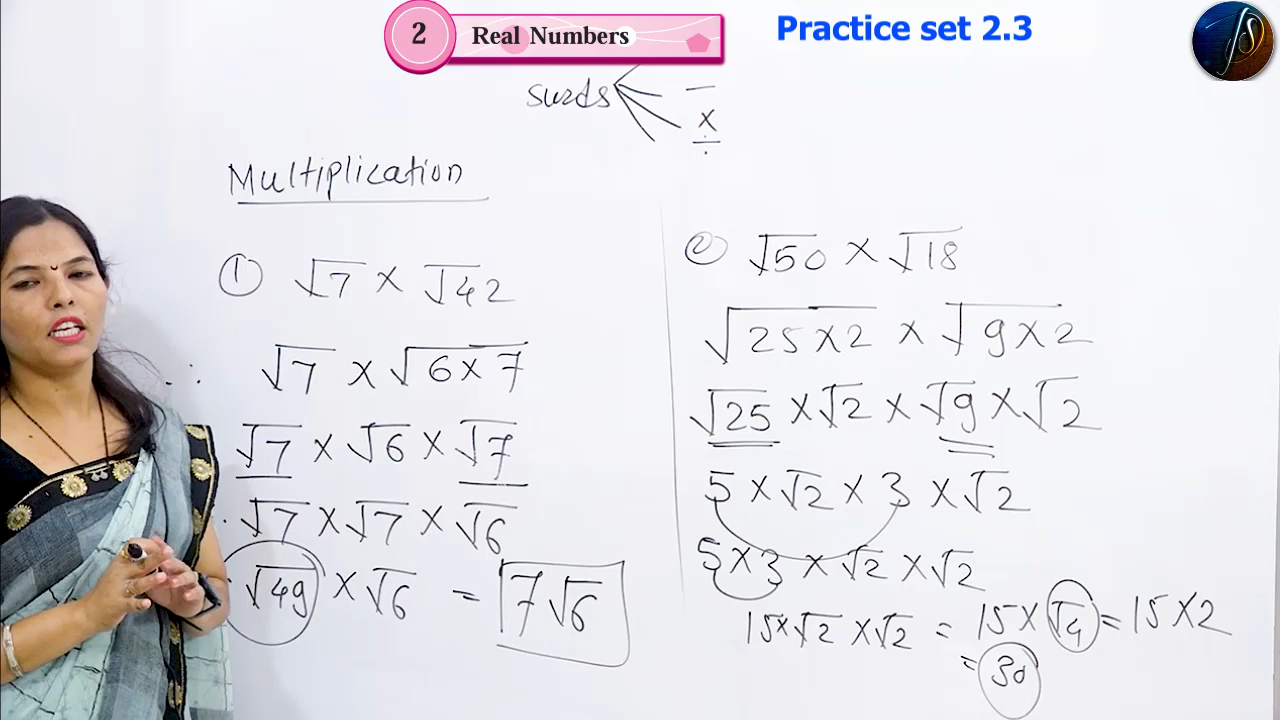 2 Real Numbers
Practice set 2.3
surds
—
×
÷
Multiplication
① √7 × √42
√7 × √(6×7)
√7 × √6 × √7
√7 × √7 × √6
√49 × √6 = 7√6
② √50 × √18
√(25×2) × √(9×2)
√25 × √2 × √9 × √2
5 × √2 × 3 × √2
5×3 × √2 × √2
15×√2 ×√2 = 15×√4 = 15×2
= 30